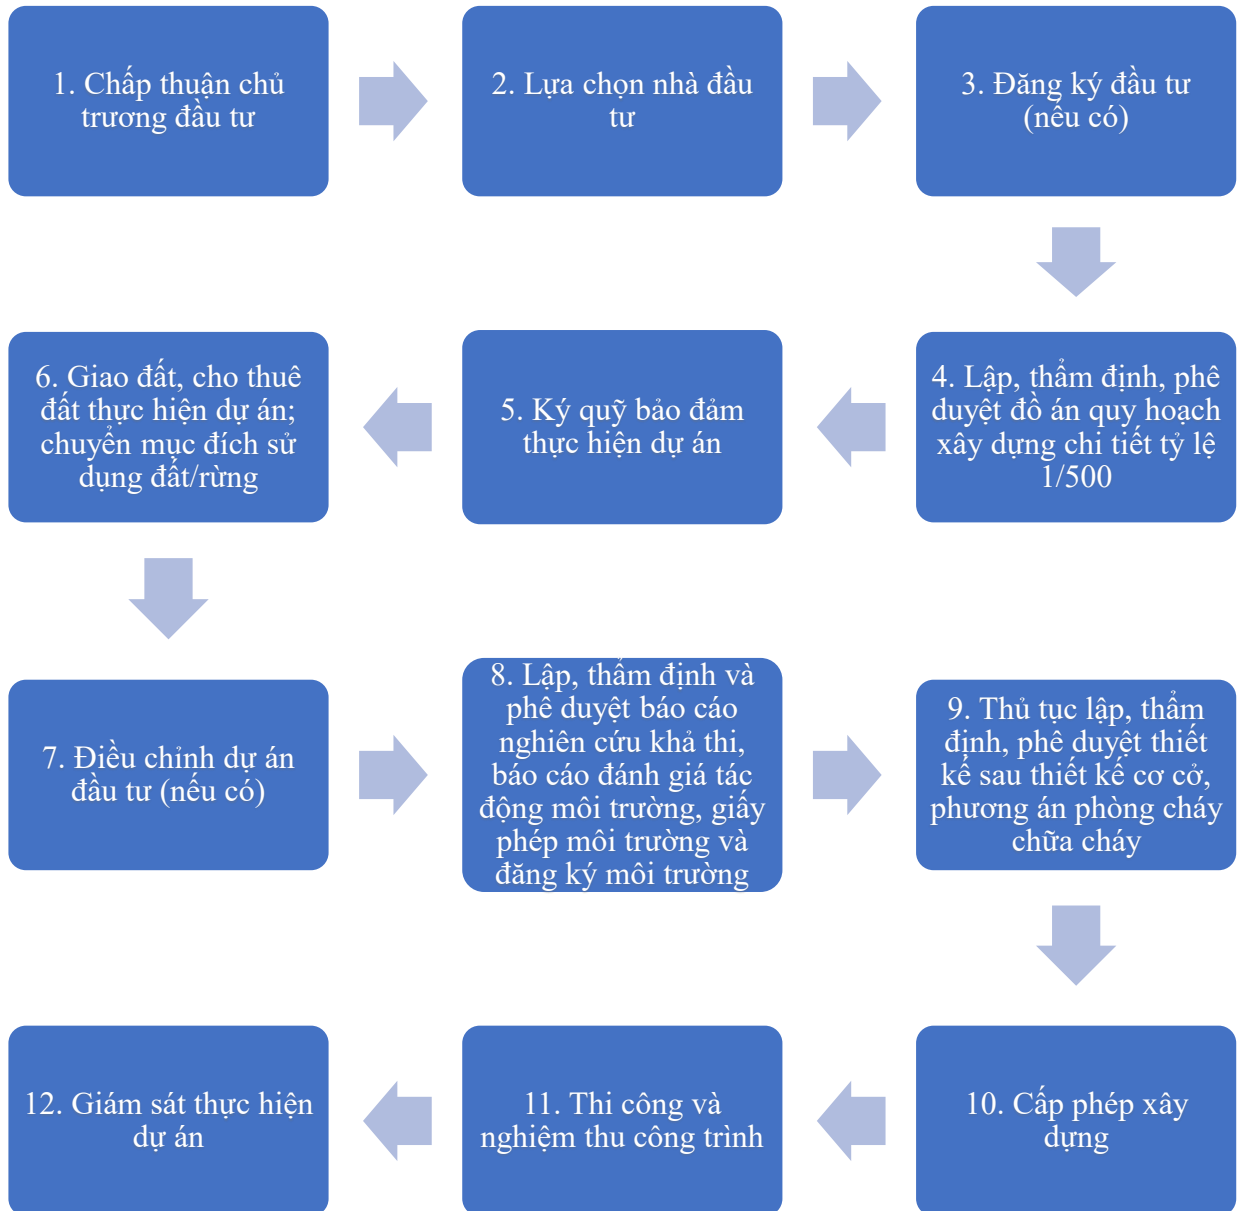 1. Chấp thuận chủ
trương đầu tư
2. Lựa chọn nhà đầu
tư
3. Đăng ký đầu tư
(nếu có)
4. Lập, thẩm định, phê
duyệt đồ án quy hoạch
xây dựng chi tiết tỷ lệ
1/500
5. Ký quỹ bảo đảm
thực hiện dự án
6. Giao đất, cho thuê
đất thực hiện dự án;
chuyển mục đích sử
dụng đất/rừng
7. Điều chỉnh dự án
đầu tư (nếu có)
8. Lập, thẩm định và
phê duyệt báo cáo
nghiên cứu khả thi,
báo cáo đánh giá tác
động môi trường, giấy
phép môi trường và
đăng ký môi trường
9. Thủ tục lập, thẩm
định, phê duyệt thiết
kế sau thiết kế cơ cở,
phương án phòng cháy
chữa cháy
10. Cấp phép xây
dựng
11. Thi công và
nghiệm thu công trình
12. Giám sát thực hiện
dự án